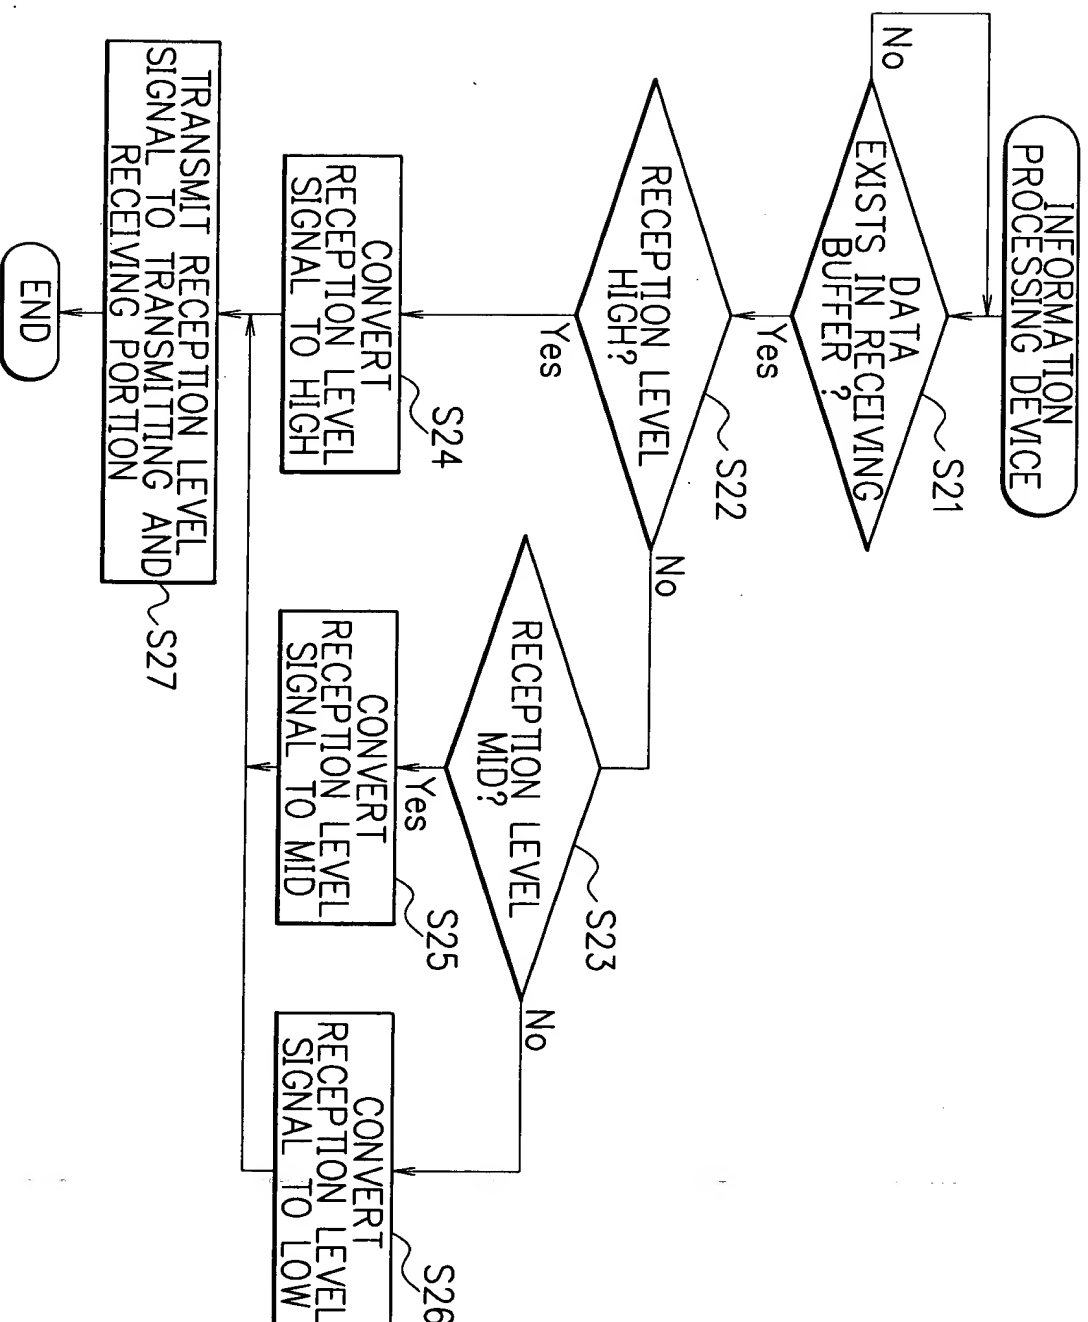 INFORMATION
PROCESSING DEVICE
No
DATA
EXISTS IN RECEIVING
BUFFER ?
S21
Yes
RECEPTION LEVEL
HIGH?
S22
No
Yes
RECEPTION LEVEL
MID?
S23
No
Yes
CONVERT
RECEPTION LEVEL
SIGNAL TO HIGH
S24
CONVERT
RECEPTION LEVEL
SIGNAL TO MID
S25
CONVERT
RECEPTION LEVEL
SIGNAL TO LOW
S26
TRANSMIT RECEPTION LEVEL
SIGNAL TO TRANSMITTING AND
RECEIVING PORTION
S27
END